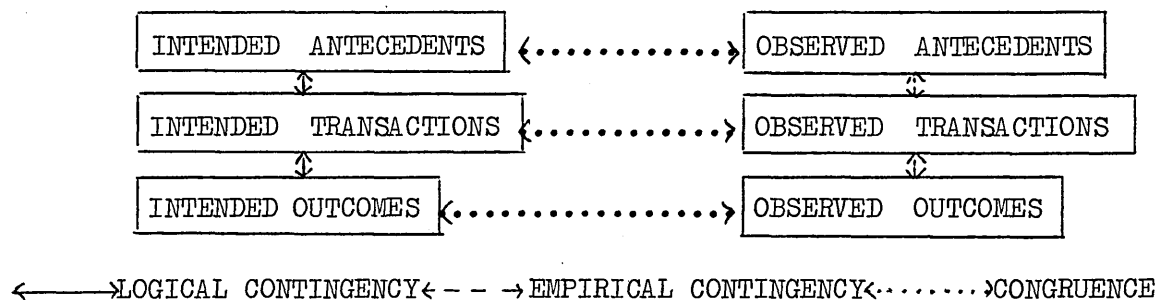 INTENDED ANTECEDENTS OBSERVED ANTECEDENTS
INTENDED TRANSACTIONS OBSERVED TRANSACTIONS
INTENDED OUTCOMES OBSERVED OUTCOMES
LOGICAL CONTINGENCY EMPIRICAL CONTINGENCY CONGRUENCE